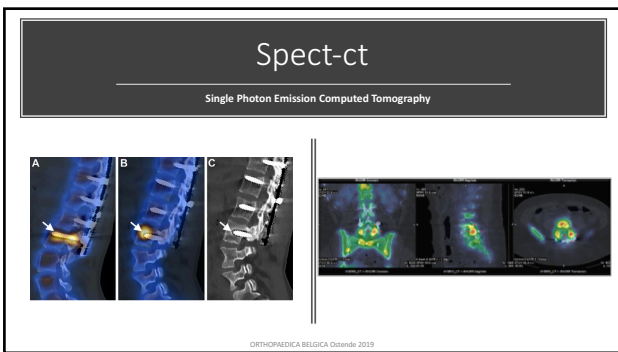 Spect-ct
Single Photon Emission Computed Tomography
A B C
ORTHOPAEDICA BELGICA Ostende 2019